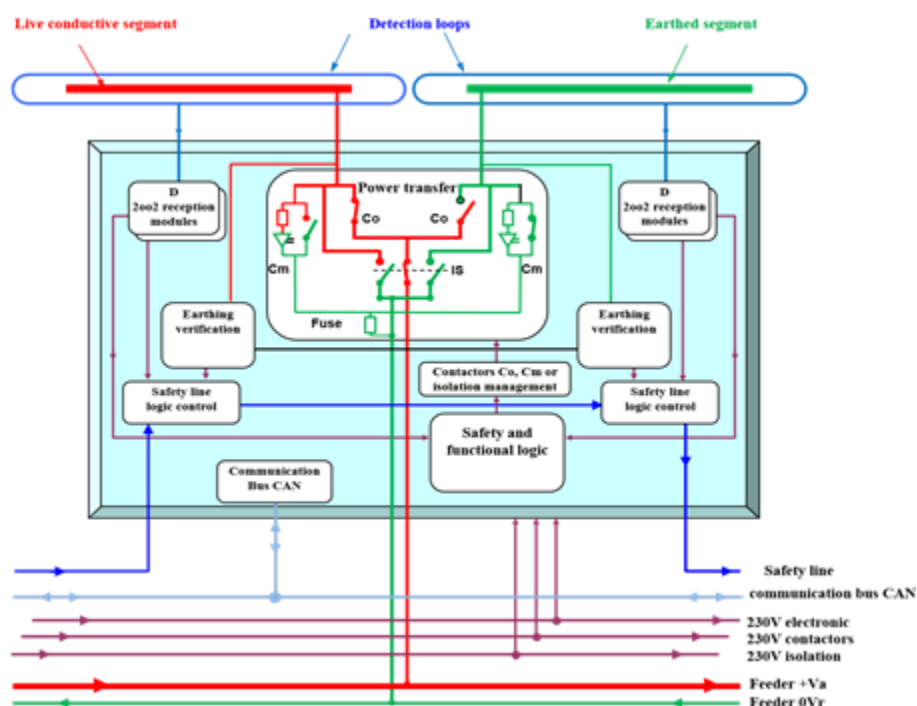 Live conductive segment
Detection loops
Earthed segment
Power transfer
D
2oo2 reception
modules
D
2oo2 reception
modules
Co
Co
Cm
IS
Cm
Fuse
Earthing
verification
Earthing
verification
Contactors Co, Cm or
isolation management
Safety line
logic control
Safety line
logic control
Safety and
functional logic
Communication
Bus CAN
Safety line
communication bus CAN
230V electronic
230V contactors
230V isolation
Feeder +Va
Feeder 0Vr